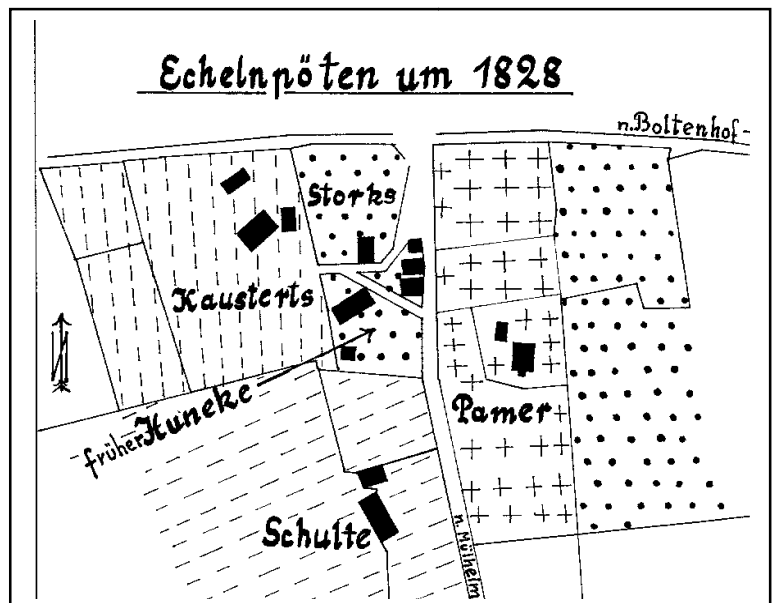 Echelnpöten um 1828
n. Boltenhof-
Storks
Kausterts
früher Huneke
Pamer
Schulte
n. Mülheim